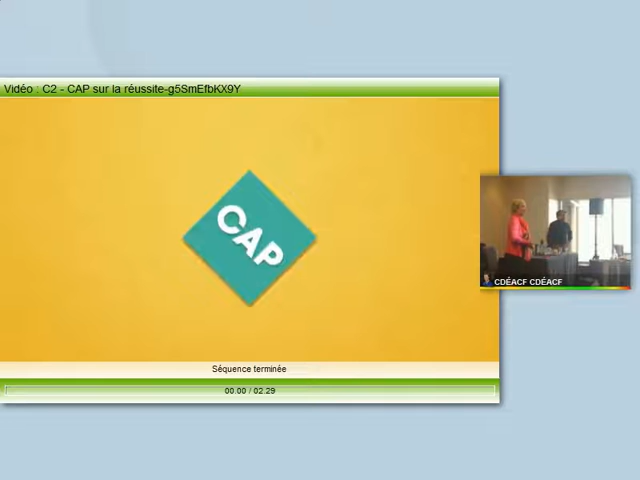 Vidéo : C2 - CAP sur la réussite-g5SmEfbKX9Y
CAP
CDÉACF CDÉACF
Séquence terminée
00.00 / 02.29